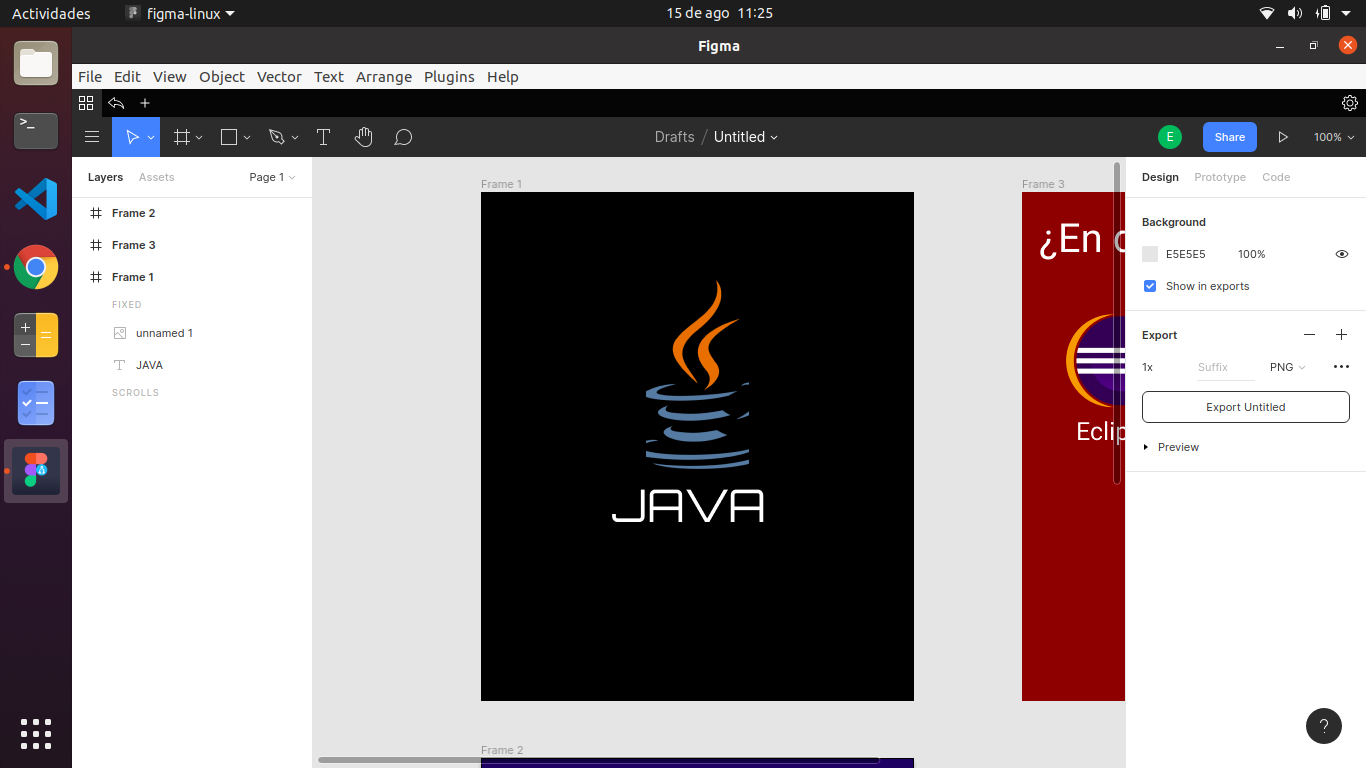 Actividades figma-linux 15 de ago 11:25
Figma
File Edit View Object Vector Text Arrange Plugins Help
Drafts / Untitled E Share 100%
Layers Assets Page 1
Frame 2
Frame 3
Frame 1
FIXED
unnamed 1
JAVA
SCROLLS
Frame 1
JAVA
Frame 3
¿En
Eclip
Frame 2
Design Prototype Code
Background
E5E5E5 100%
Show in exports
Export
1x Suffix PNG
Export Untitled
Preview
?